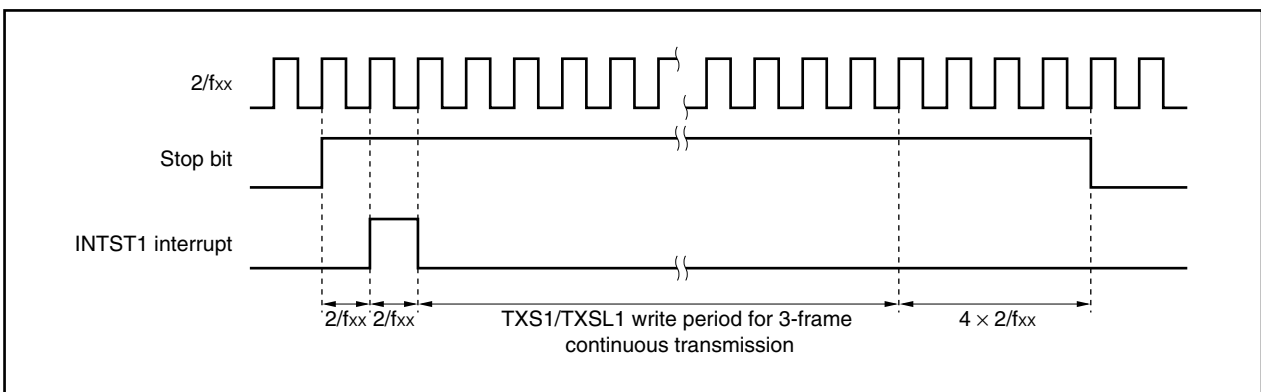 2/fxx
Stop bit
INTST1 interrupt
2/fxx 2/fxx
TXS1/TXSL1 write period for 3-frame
continuous transmission
4 × 2/fxx